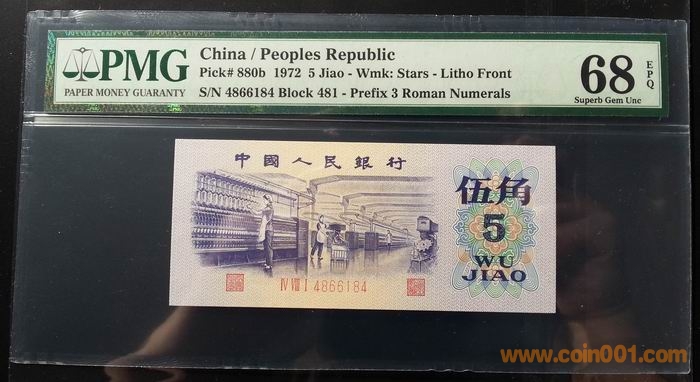 PMG
PAPER MONEY GUARANTY
China / Peoples Republic
Pick# 880b 1972 5 Jiao - Wmk: Stars - Litho Front
S/N 4866184 Block 481 - Prefix 3 Roman Numerals
68 EPQ
Superb Gem Unc
中國人民銀行
伍角
5
WU
JIAO
IV VIII I 4866184
www.coin001.com